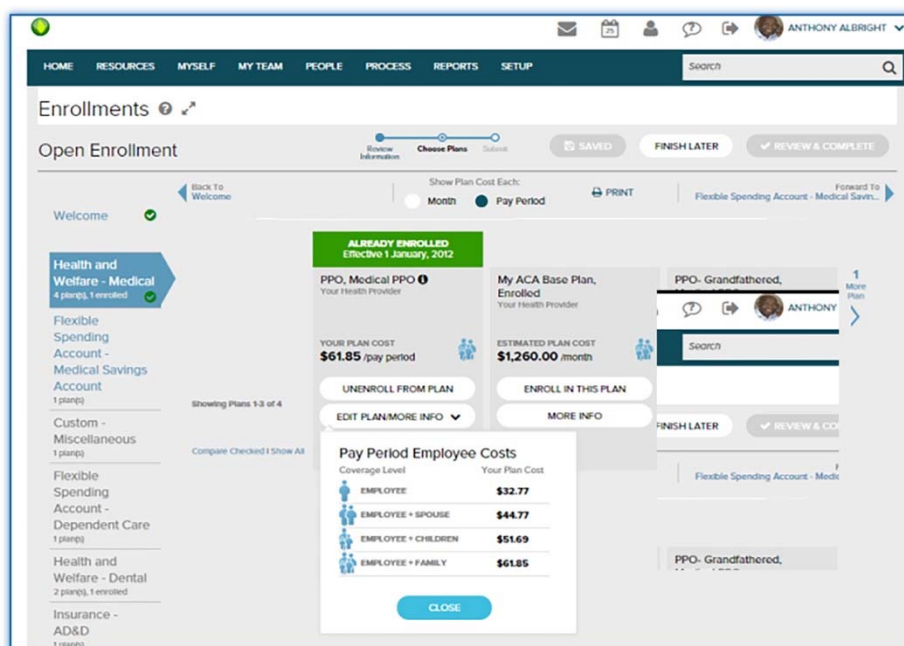 25
ANTHONY ALBRIGHT
HOME RESOURCES MYSELF MY TEAM PEOPLE PROCESS REPORTS SETUP
Search
Enrollments ?
Open Enrollment
Review Information
Choose Plans
Submit
SAVED
FINISH LATER
REVIEW & COMPLETE
Back To
Welcome
Show Plan Cost Each:
Month Pay Period
PRINT
Forward To
Flexible Spending Account - Medical Savin...
Welcome
Health and
Welfare - Medical
4 plan(s), 1 enrolled
Flexible
Spending
Account -
Medical Savings
Account
1 plan(s)
Custom -
Miscellaneous
1 plan(s)
Flexible
Spending
Account -
Dependent Care
1 plan(s)
Health and
Welfare - Dental
2 plan(s), 1 enrolled
Insurance -
AD&D
1 plan(s)
Showing Plans 1-3 of 4
Compare Checked | Show All
ALREADY ENROLLED
Effective 1 January, 2012
PPO, Medical PPO
Your Health Provider
YOUR PLAN COST
$61.85 /pay period
UNENROLL FROM PLAN
EDIT PLAN/MORE INFO
My ACA Base Plan,
Enrolled
Your Health Provider
ESTIMATED PLAN COST
$1,260.00 /month
ENROLL IN THIS PLAN
MORE INFO
PPO- Grandfathered,
1
More
Plan
ANTHONY
Search
FINISH LATER
REVIEW & CO
Flexible Spending Account - Medic
PPO- Grandfathered,
Pay Period Employee Costs
Coverage Level Your Plan Cost
EMPLOYEE $32.77
EMPLOYEE + SPOUSE $44.77
EMPLOYEE + CHILDREN $51.69
EMPLOYEE + FAMILY $61.85
CLOSE